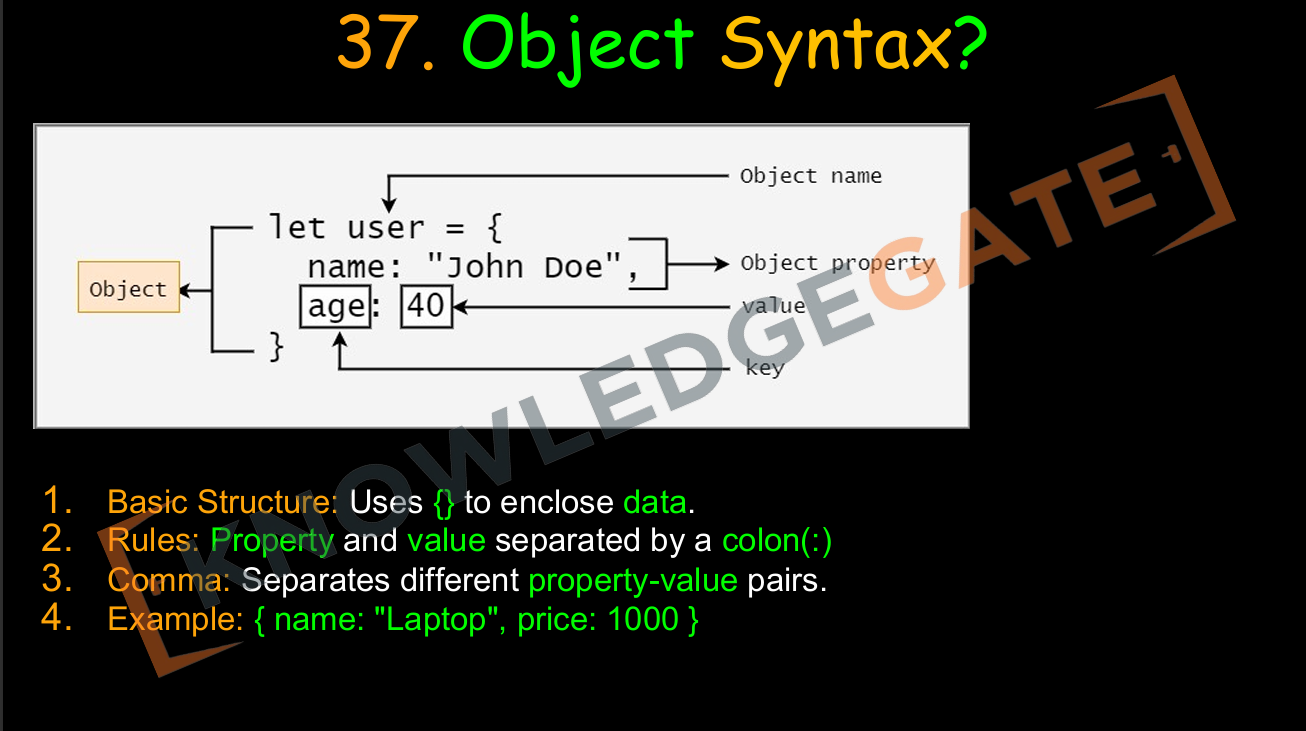 37. Object Syntax?
Object name
let user = {
name: "John Doe",
Object property
Object
age: 40
value
}
key
KNOWLEDGEGATE
1. Basic Structure: Uses {} to enclose data.
2. Rules: Property and value separated by a colon(:)
3. Comma: Separates different property-value pairs.
4. Example: { name: "Laptop", price: 1000 }